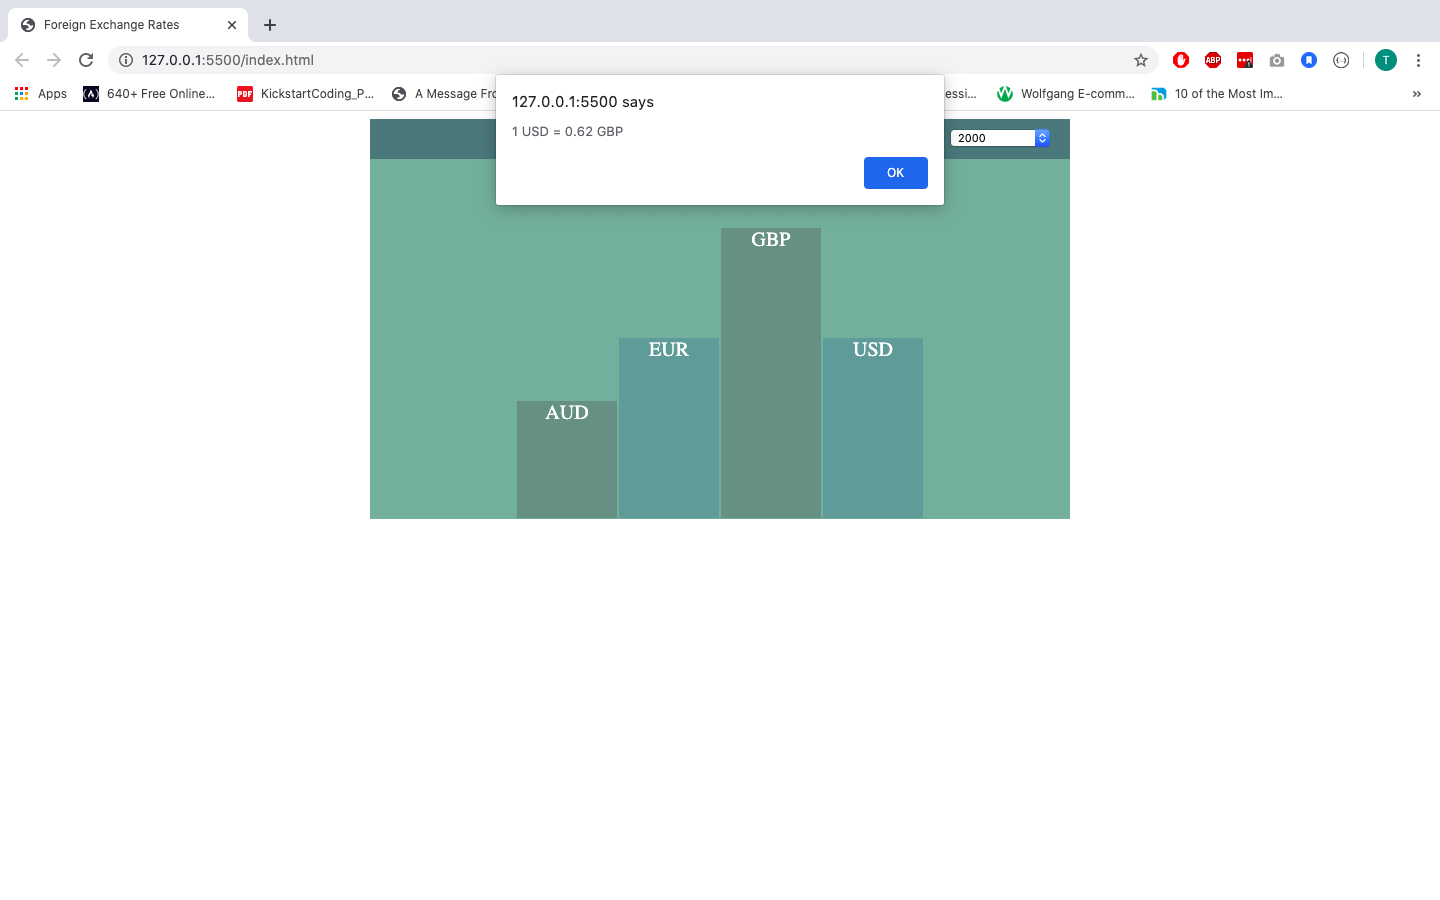 Foreign Exchange Rates
127.0.0.1:5500/index.html
ABP
T
Apps
640+ Free Online...
PDF
KickstartCoding_P...
A Message Fro
essi...
Wolfgang E-comm...
10 of the Most Im...
127.0.0.1:5500 says
1 USD = 0.62 GBP
OK
2000
GBP
EUR
USD
AUD